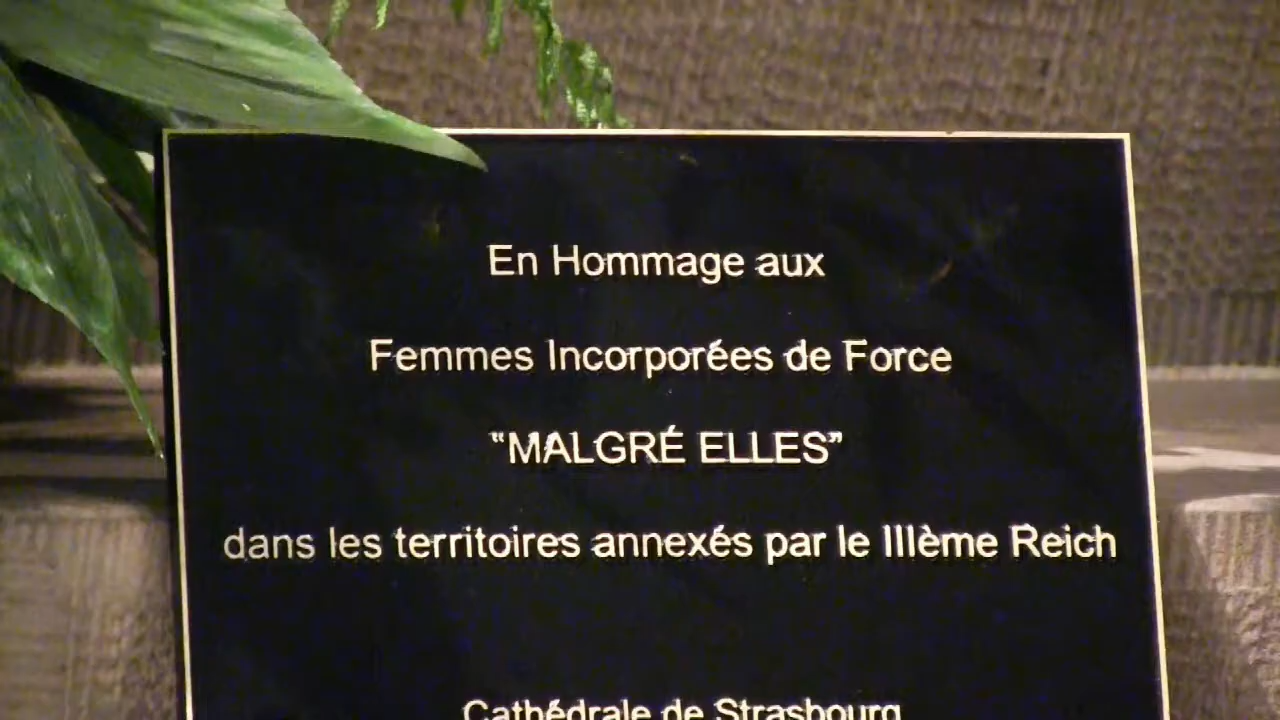 En Hommage aux
Femmes Incorporées de Force
“MALGRÉ ELLES”
dans les territoires annexés par le IIIème Reich
Cathédrale de Strasbourg